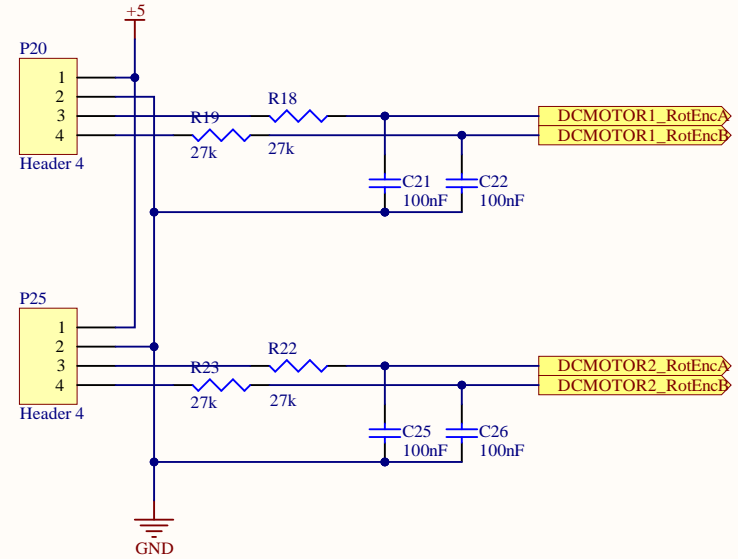 +5
P20
1
2
3
4
Header 4
R18
R19
27k
27k
DCMOTOR1_RotEncA
DCMOTOR1_RotEncB
C21
100nF
C22
100nF
P25
1
2
3
4
Header 4
R22
R23
27k
27k
DCMOTOR2_RotEncA
DCMOTOR2_RotEncB
C25
100nF
C26
100nF
GND